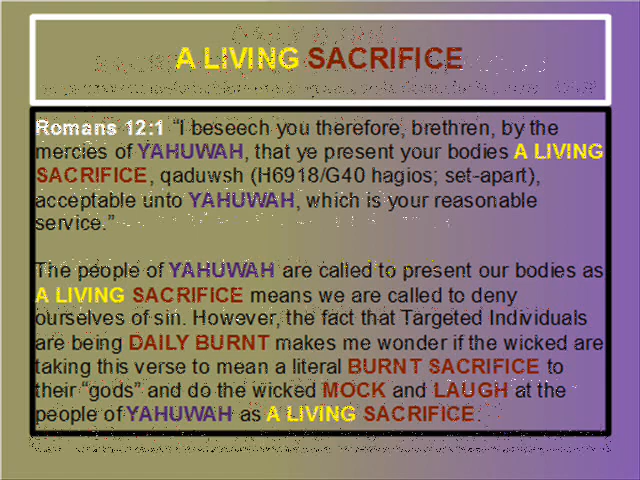 A LIVING SACRIFICE
Romans 12:1 “I beseech you therefore, brethren, by the
mercies of YAHUWAH, that ye present your bodies A LIVING
SACRIFICE, qaduwsh (H6918/G40 hagios; set-apart),
acceptable unto YAHUWAH, which is your reasonable
service.”
The people of YAHUWAH are called to present our bodies as
A LIVING SACRIFICE means we are called to deny
ourselves of sin. However, the fact that Targeted Individuals
are being DAILY BURNT makes me wonder if the wicked are
taking this verse to mean a literal BURNT SACRIFICE to
their “gods” and do the wicked MOCK and LAUGH at the
people of YAHUWAH as A LIVING SACRIFICE.